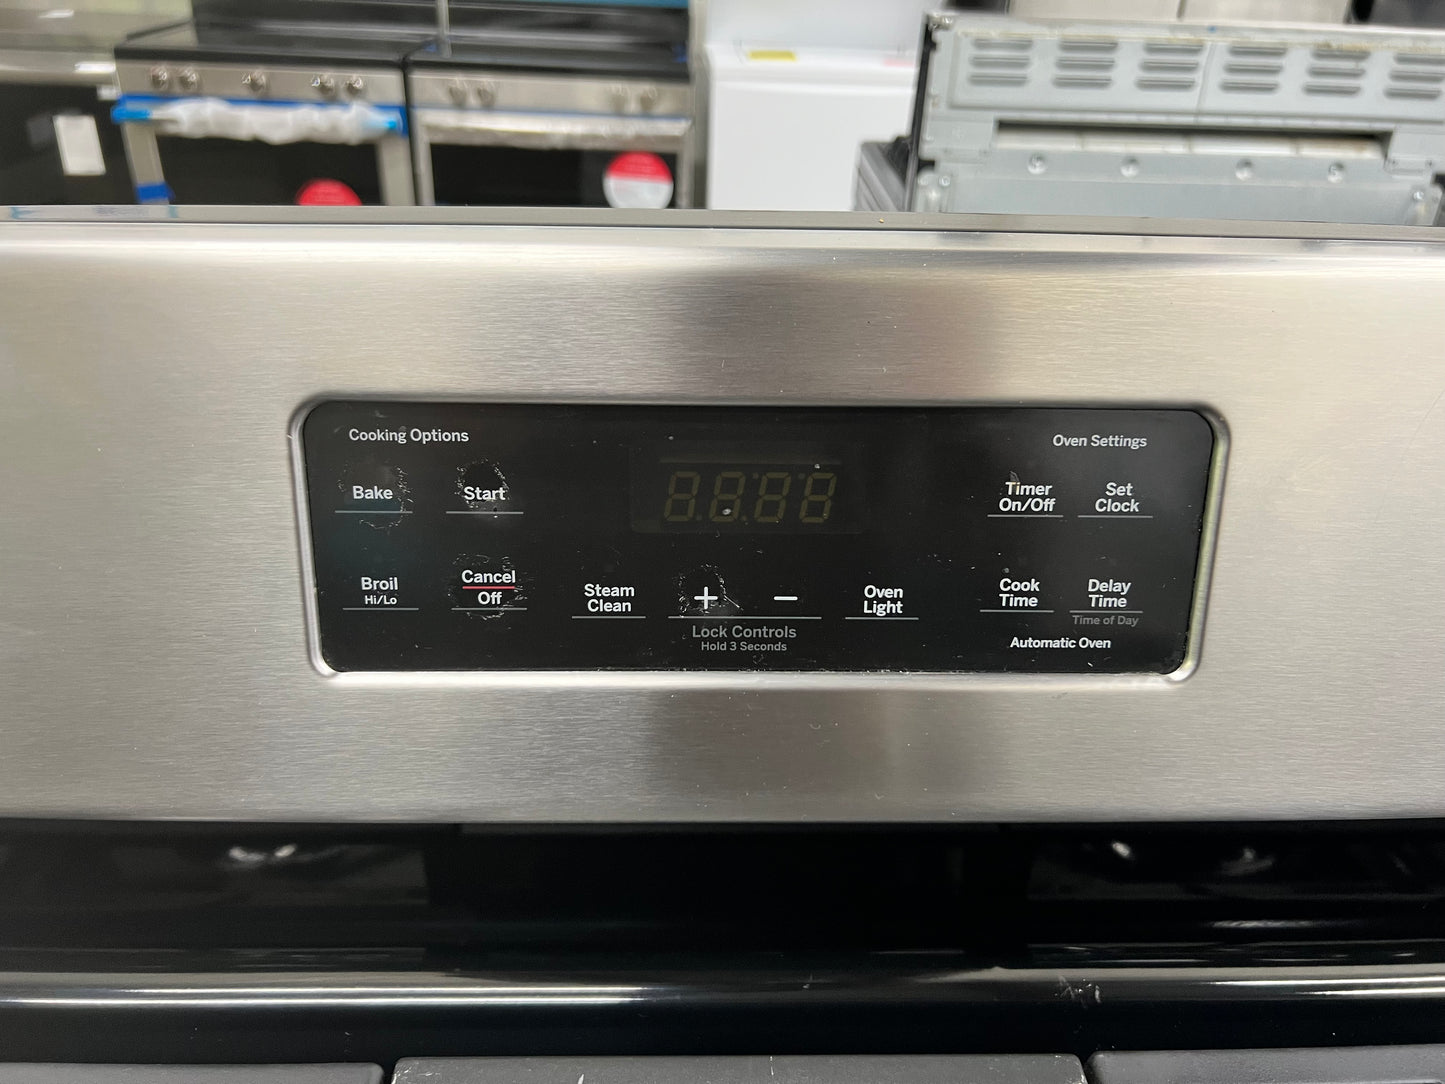 Cooking Options
Bake
Start
Broil
Hi/Lo
Cancel
Off
Steam
Clean
+
−
Lock Controls
Hold 3 Seconds
Oven
Light
8.8.8.8
Oven Settings
Timer
On/Off
Set
Clock
Cook
Time
Delay
Time
Time of Day
Automatic Oven